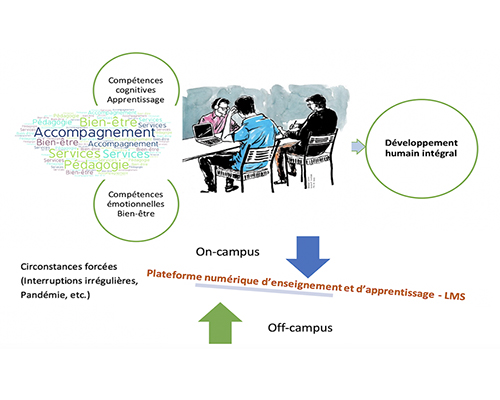 Compétences
cognitives
Apprentissage
Bien-être
Services
Pédagogie
Accompagnement
Bien-être
Accompagnement
Services
Services
Pédagogie
Bien-être
Compétences
émotionnelles
Bien-être
Développement
humain intégral
On-campus
Circonstances forcées
(Interruptions irrégulières,
Pandémie, etc.)
Plateforme numérique d'enseignement et d'apprentissage - LMS
Off-campus